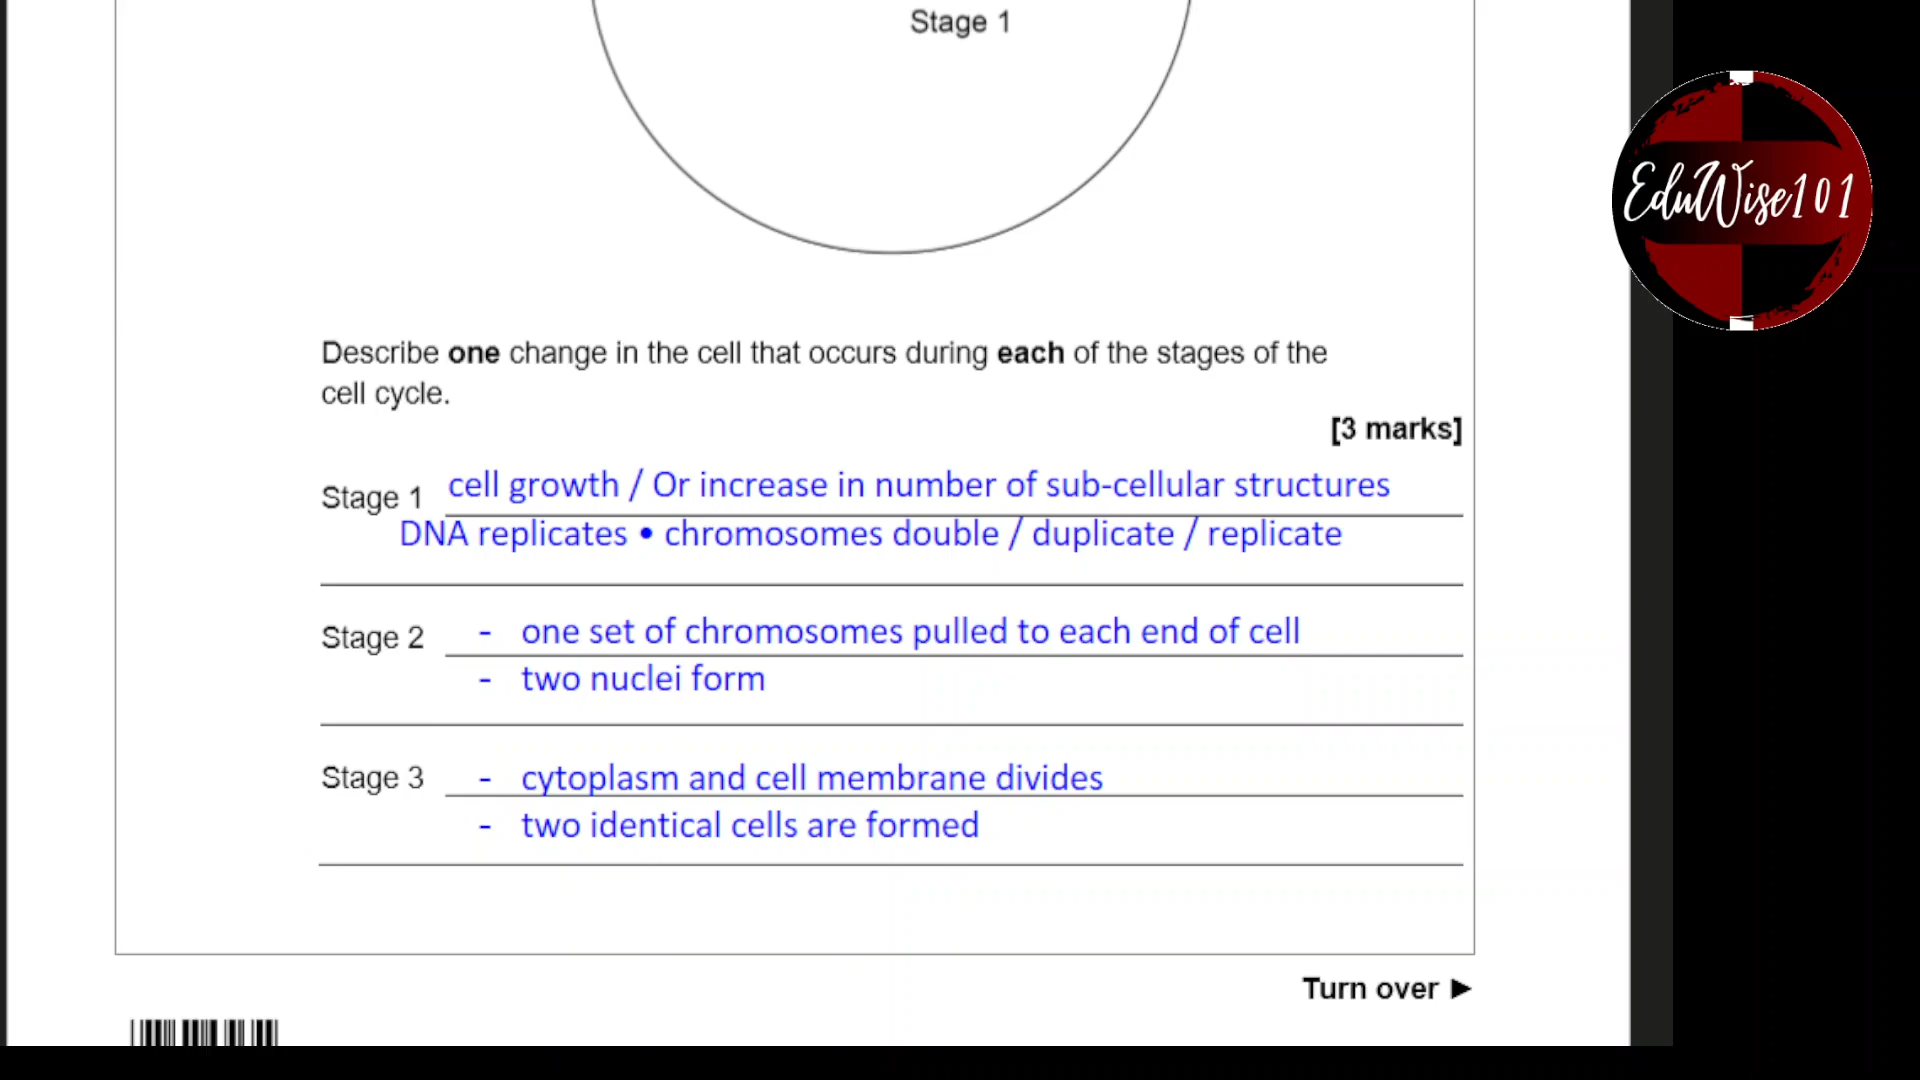 Stage 1
EduWise101
Describe one change in the cell that occurs during each of the stages of the
cell cycle.
[3 marks]
Stage 1 cell growth / Or increase in number of sub-cellular structures
DNA replicates • chromosomes double / duplicate / replicate
Stage 2 - one set of chromosomes pulled to each end of cell
- two nuclei form
Stage 3 - cytoplasm and cell membrane divides
- two identical cells are formed
Turn over ►